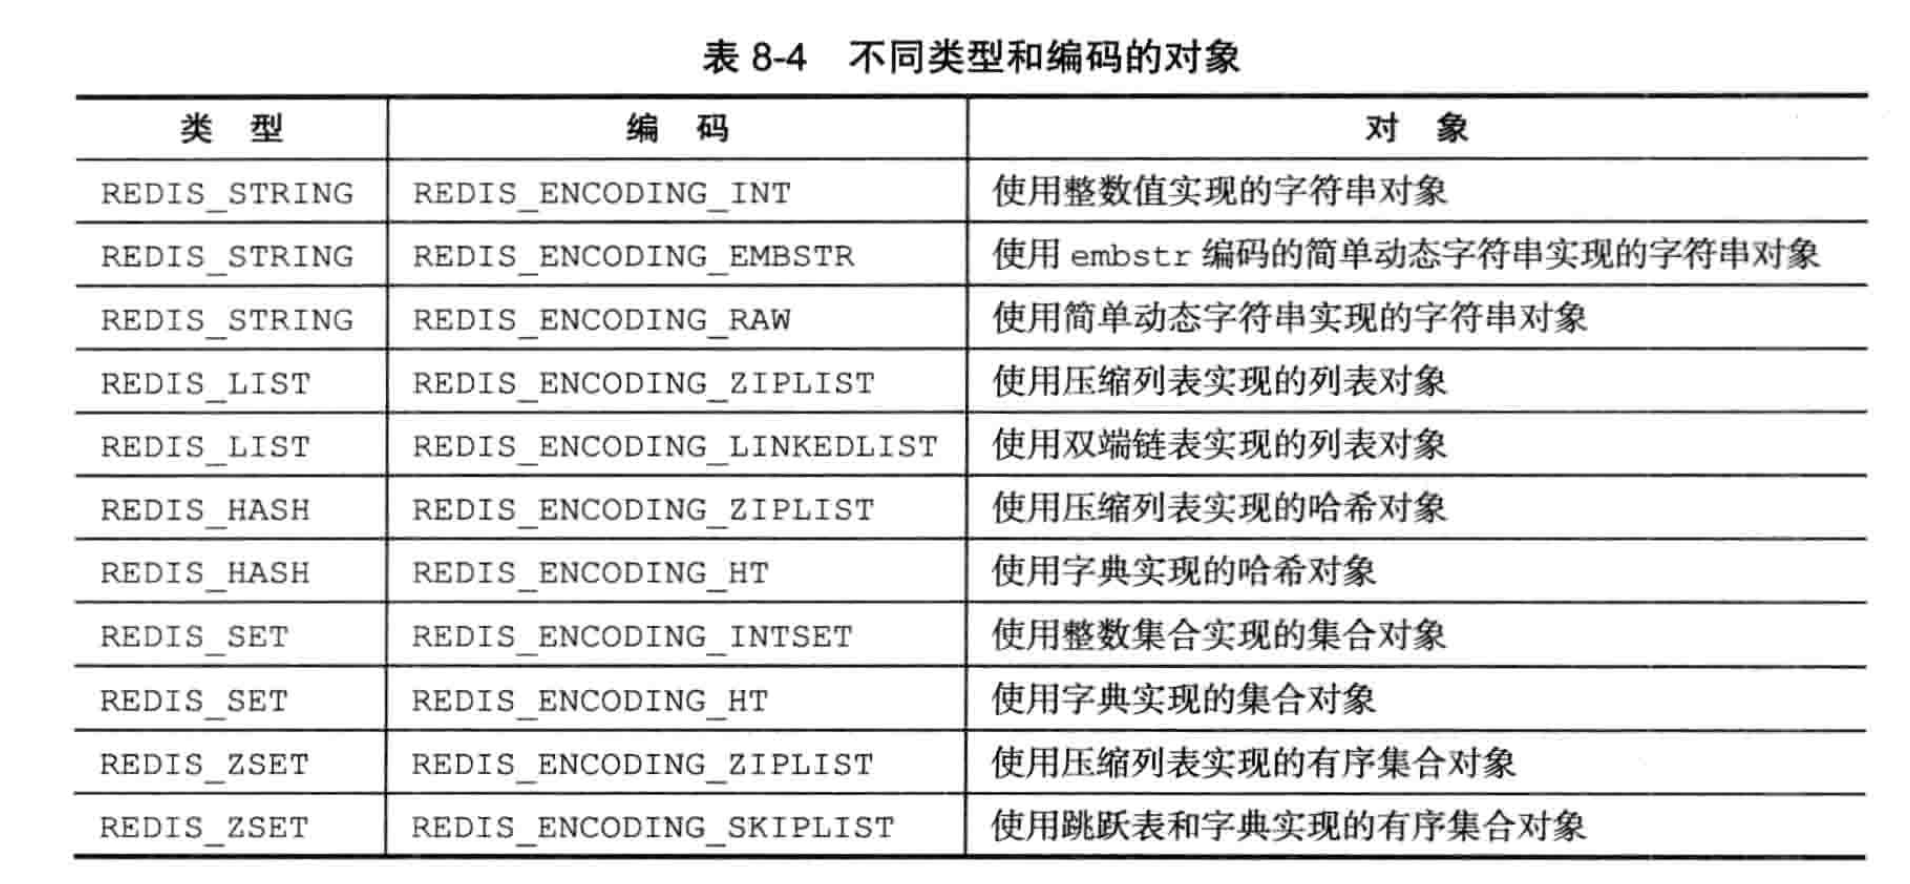 表 8-4 不同类型和编码的对象
类 型 编 码 对 象
REDIS_STRING REDIS_ENCODING_INT 使用整数值实现的字符串对象
REDIS_STRING REDIS_ENCODING_EMBSTR 使用 embstr 编码的简单动态字符串实现的字符串对象
REDIS_STRING REDIS_ENCODING_RAW 使用简单动态字符串实现的字符串对象
REDIS_LIST REDIS_ENCODING_ZIPLIST 使用压缩列表实现的列表对象
REDIS_LIST REDIS_ENCODING_LINKEDLIST 使用双端链表实现的列表对象
REDIS_HASH REDIS_ENCODING_ZIPLIST 使用压缩列表实现的哈希对象
REDIS_HASH REDIS_ENCODING_HT 使用字典实现的哈希对象
REDIS_SET REDIS_ENCODING_INTSET 使用整数集合实现的集合对象
REDIS_SET REDIS_ENCODING_HT 使用字典实现的集合对象
REDIS_ZSET REDIS_ENCODING_ZIPLIST 使用压缩列表实现的有序集合对象
REDIS_ZSET REDIS_ENCODING_SKIPLIST 使用跳跃表和字典实现的有序集合对象